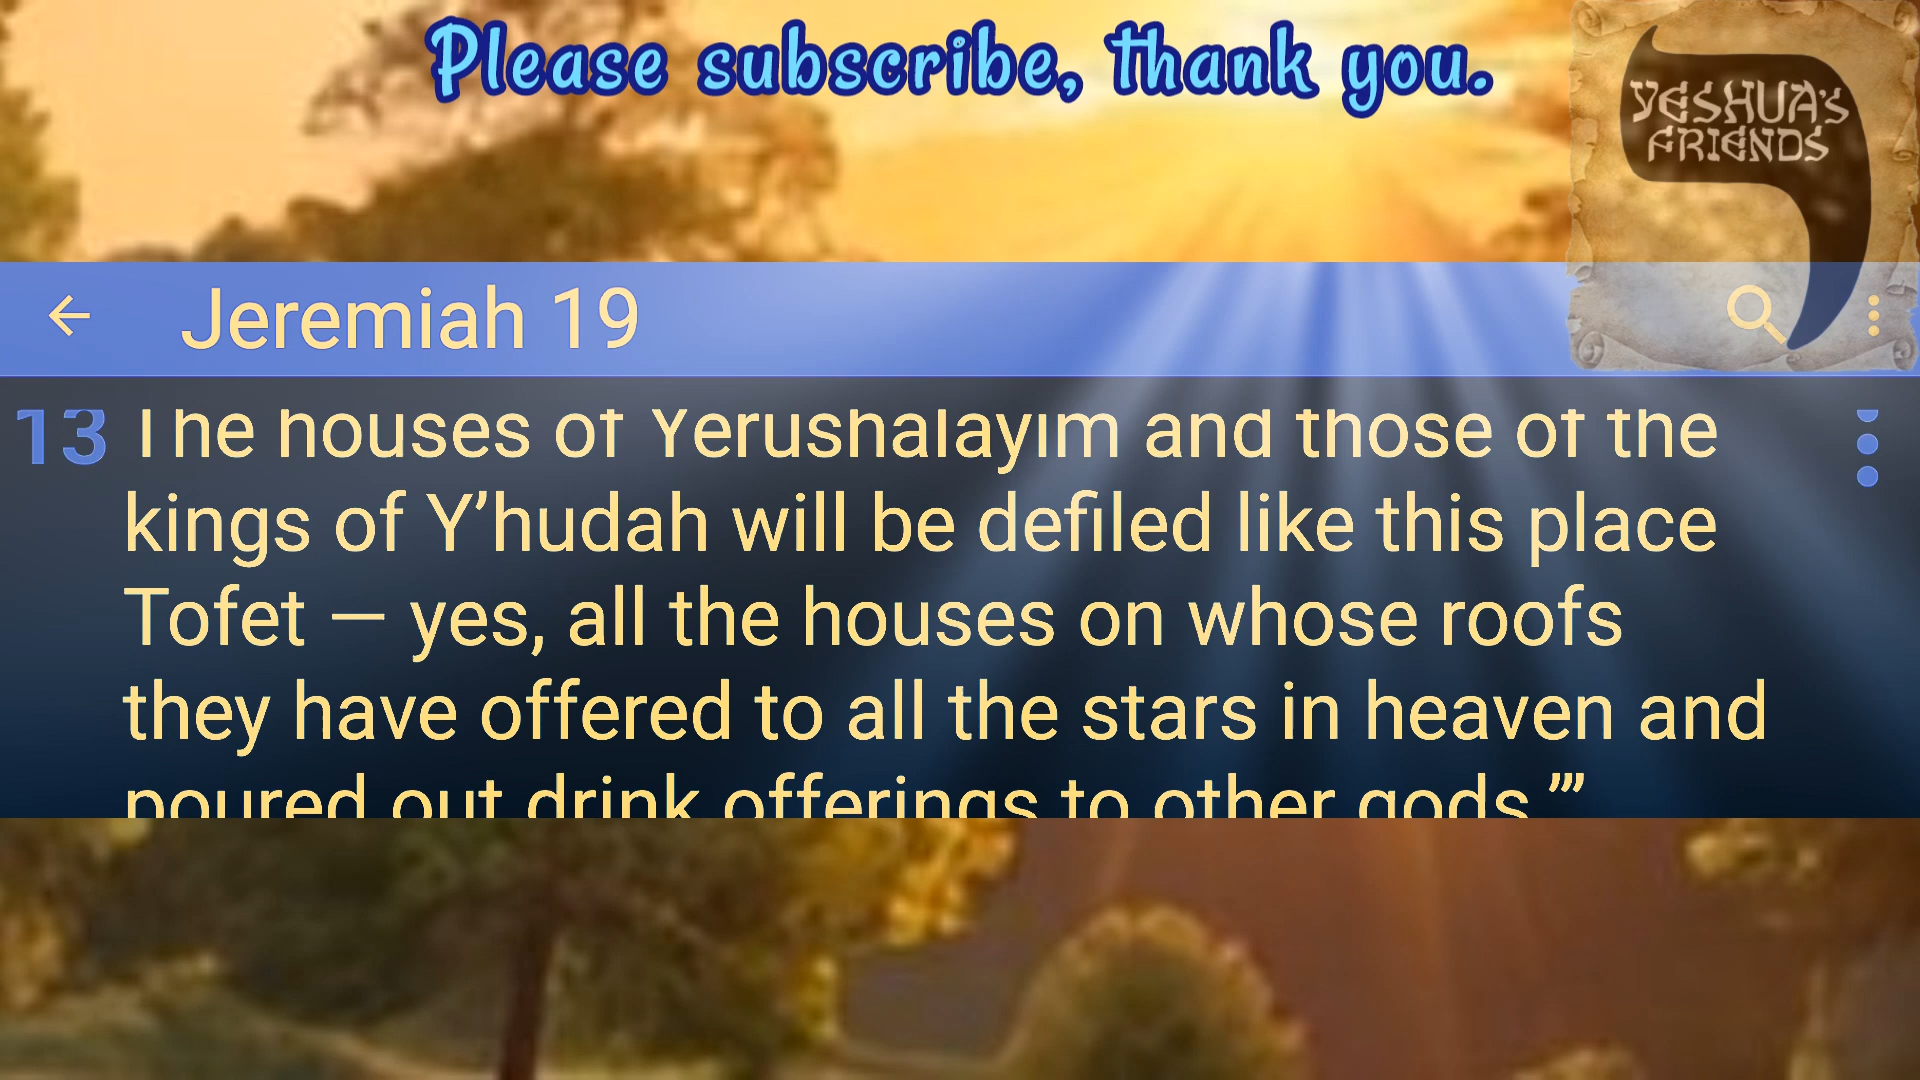 Please subscribe, thank you.
YESHUA'S
FRIENDS
Jeremiah 19
13 The houses of Yerushalayim and those of the
kings of Y’hudah will be defiled like this place
Tofet — yes, all the houses on whose roofs
they have offered to all the stars in heaven and
poured out drink offerings to other gods.’”